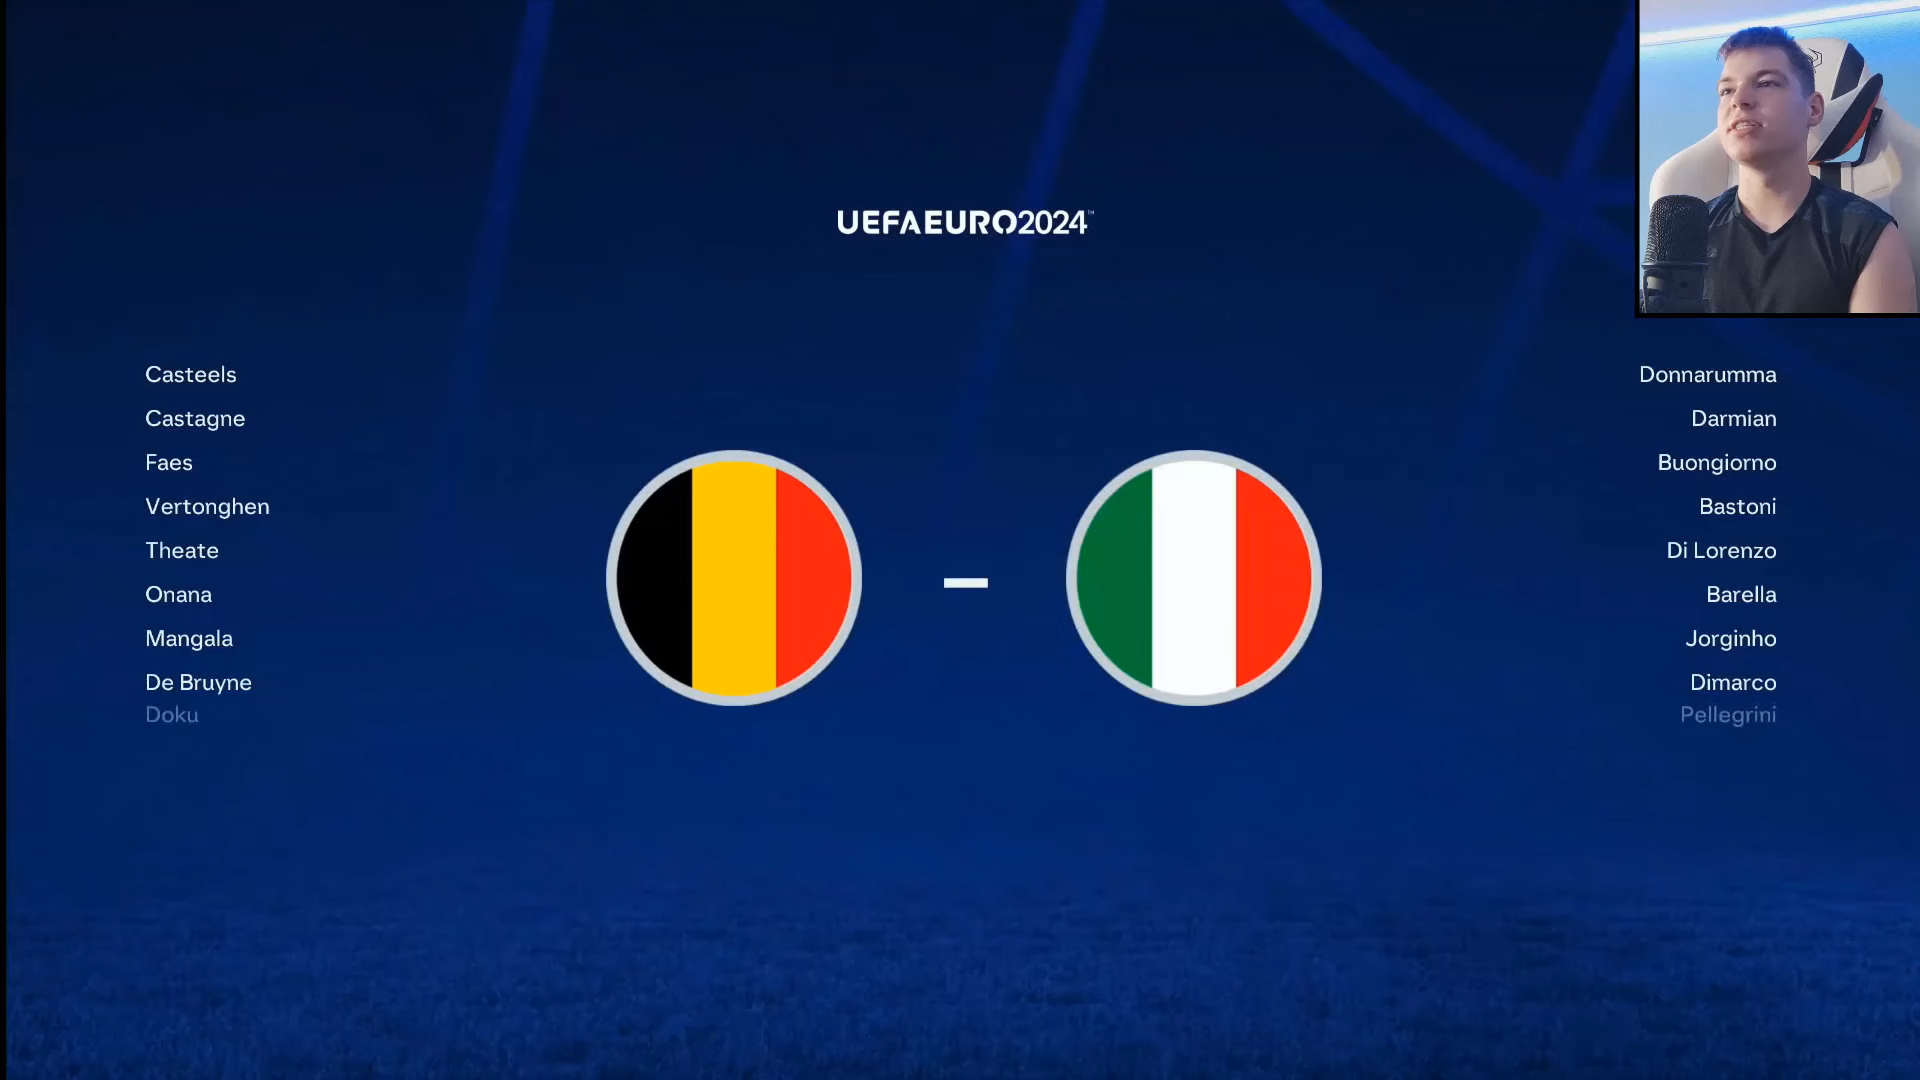 UEFAEURO2024™
Casteels
Castagne
Faes
Vertonghen
Theate
Onana
Mangala
De Bruyne
Doku
Donnarumma
Darmian
Buongiorno
Bastoni
Di Lorenzo
Barella
Jorginho
Dimarco
Pellegrini